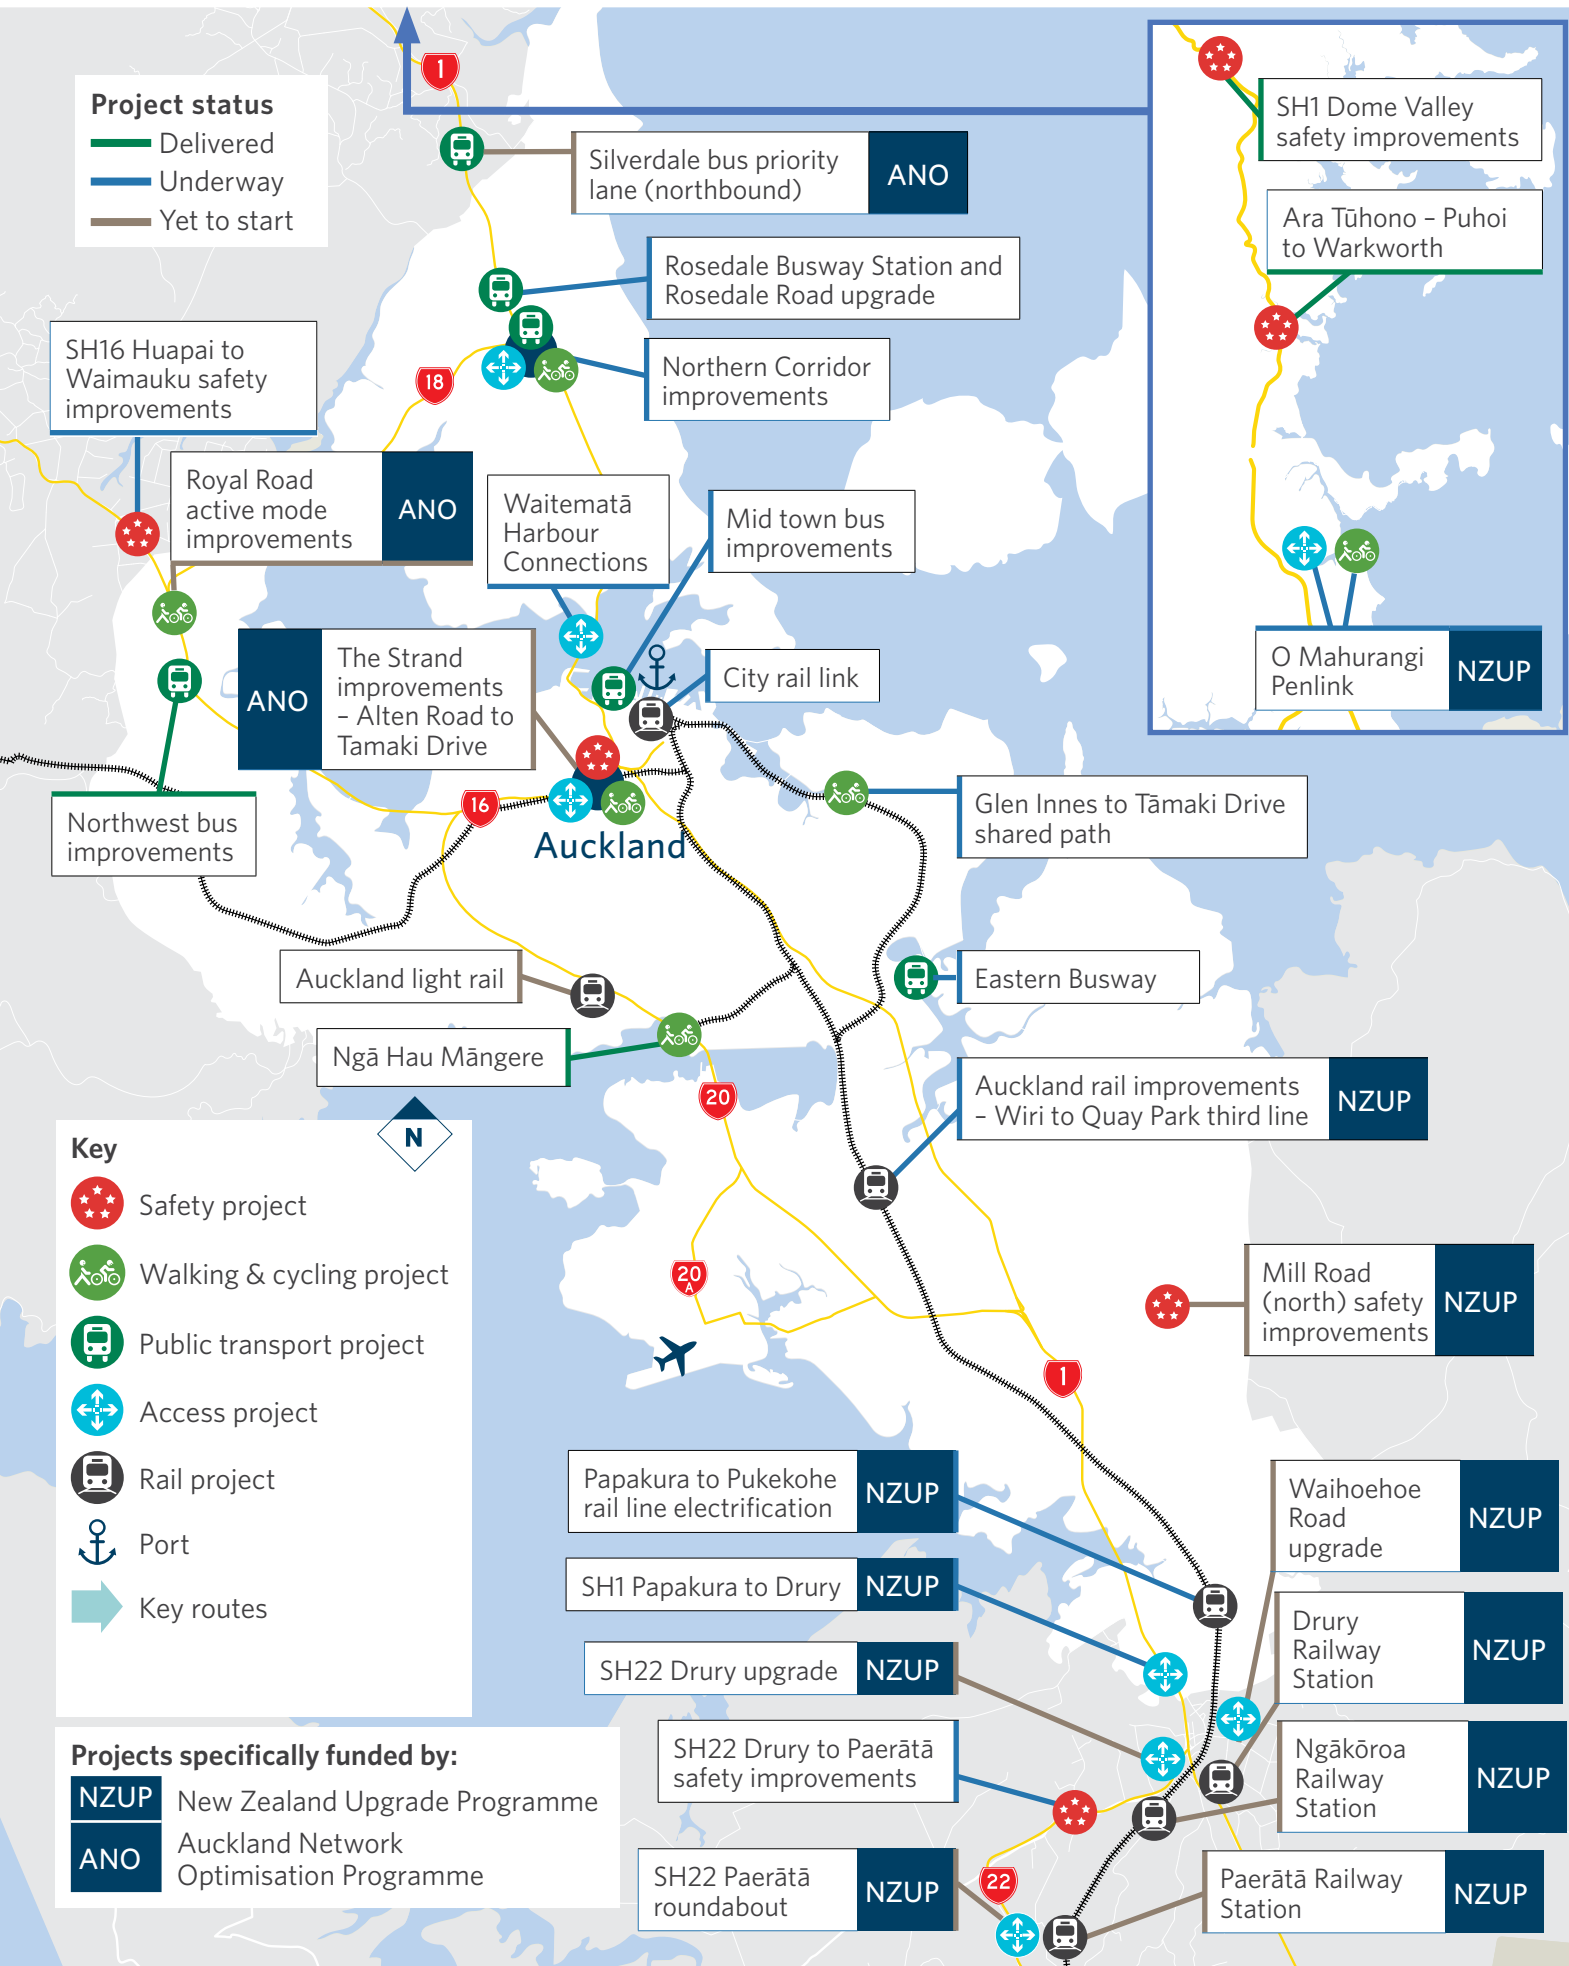 1
Project status
Delivered
Underway
Yet to start
Silverdale bus priority
lane (northbound)
ANO
Rosedale Busway Station and
Rosedale Road upgrade
Northern Corridor
improvements
SH1 Dome Valley
safety improvements
Ara Tūhono – Puhoi
to Warkworth
O Mahurangi
Penlink
NZUP
SH16 Huapai to
Waimauku safety
improvements
18
Royal Road
active mode
improvements
ANO
Waitematā
Harbour
Connections
Mid town bus
improvements
City rail link
ANO
The Strand
improvements
– Alten Road to
Tamaki Drive
16
Auckland
Northwest bus
improvements
Glen Innes to Tāmaki Drive
shared path
Auckland light rail
Eastern Busway
Ngā Hau Māngere
20
Auckland rail improvements
– Wiri to Quay Park third line
NZUP
N
Key
Safety project
Walking & cycling project
Public transport project
Access project
Rail project
Port
Key routes
20
A
Mill Road
(north) safety
improvements
NZUP
1
Papakura to Pukekohe
rail line electrification
NZUP
SH1 Papakura to Drury
NZUP
SH22 Drury upgrade
NZUP
SH22 Drury to Paerātā
safety improvements
SH22 Paerātā
roundabout
NZUP
22
Waihoehoe
Road
upgrade
NZUP
Drury
Railway
Station
NZUP
Ngākōroa
Railway
Station
NZUP
Paerātā Railway
Station
NZUP
Projects specifically funded by:
NZUP New Zealand Upgrade Programme
ANO Auckland Network
Optimisation Programme